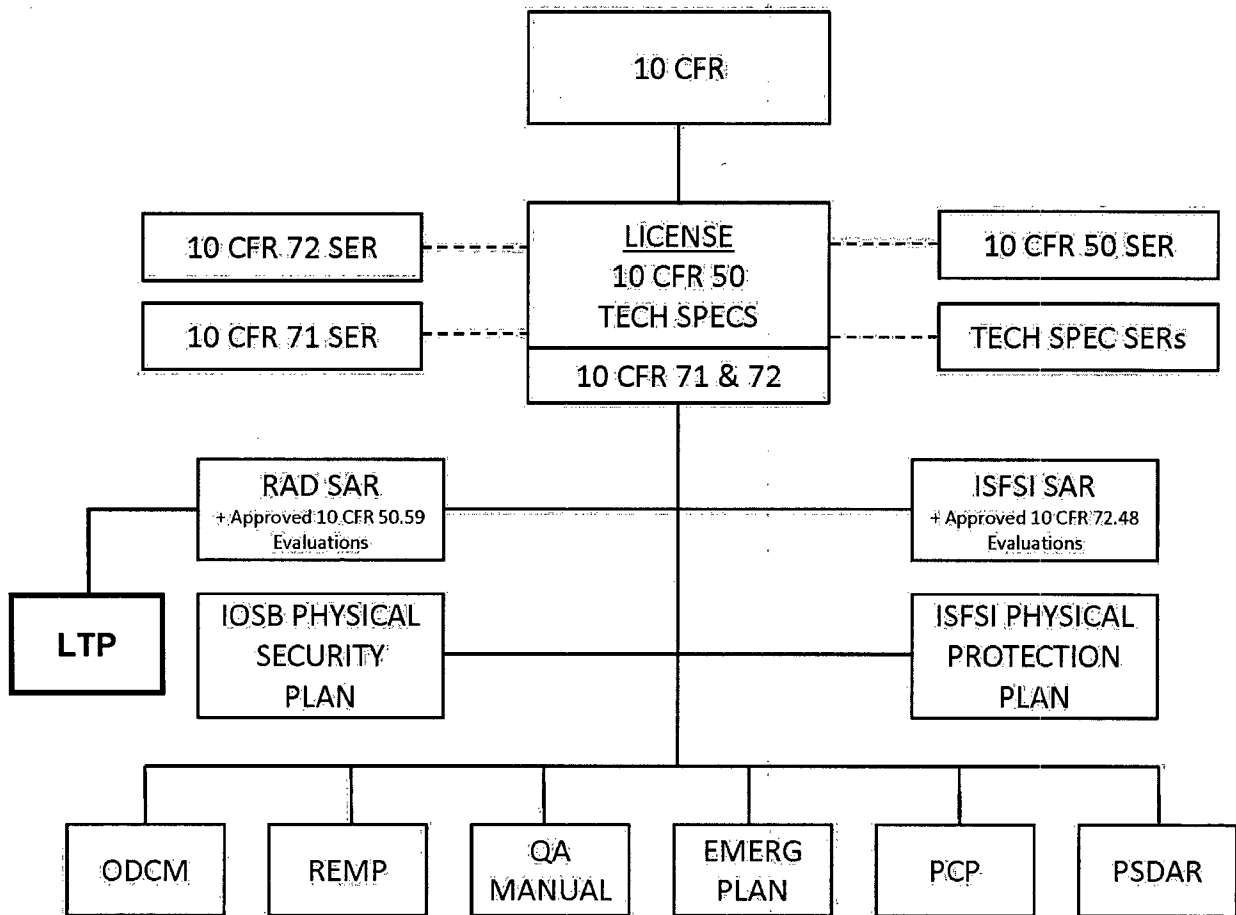 10 CFR
10 CFR 72 SER
10 CFR 71 SER
LICENSE
10 CFR 50
TECH SPECS
10 CFR 71 & 72
10 CFR 50 SER
TECH SPEC SERs
RAD SAR
+ Approved 10 CFR 50.59
Evaluations
ISFSI SAR
+ Approved 10 CFR 72.48
Evaluations
LTP
IOSB PHYSICAL
SECURITY
PLAN
ISFSI PHYSICAL
PROTECTION
PLAN
ODCM
REMP
QA
MANUAL
EMERG
PLAN
PCP
PSDAR